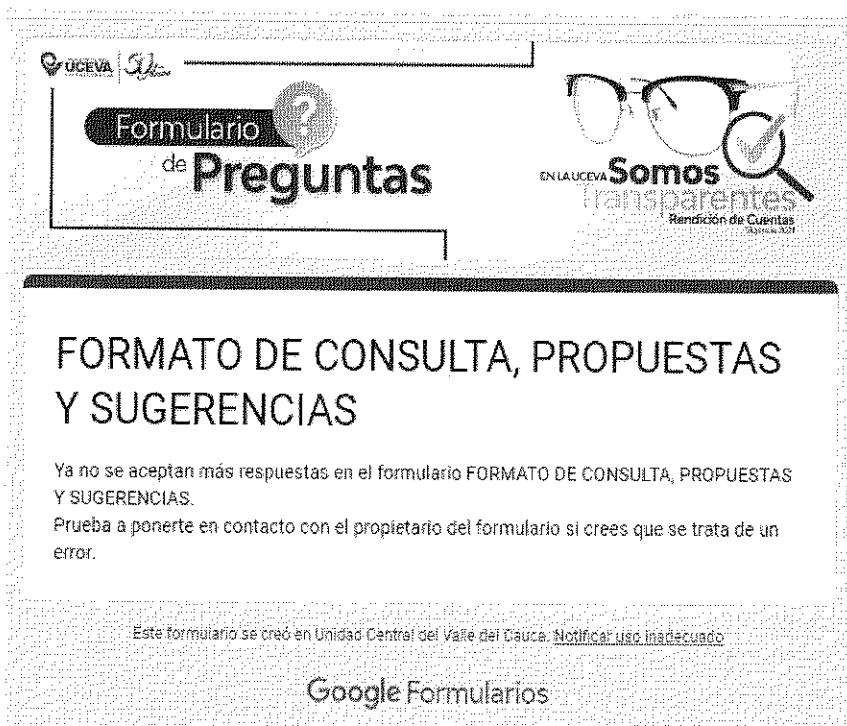 UCEVA
Formulario
?
de Preguntas
EN LA UCEVA Somos
Transparentes
Rendición de Cuentas
FORMATO DE CONSULTA, PROPUESTAS
Y SUGERENCIAS
Ya no se aceptan más respuestas en el formulario FORMATO DE CONSULTA, PROPUESTAS
Y SUGERENCIAS.
Prueba a ponerte en contacto con el propietario del formulario si crees que se trata de un
error.
Este formulario se creó en Unidad Central del Valle del Cauca. Notificar uso inadecuado
Google Formularios